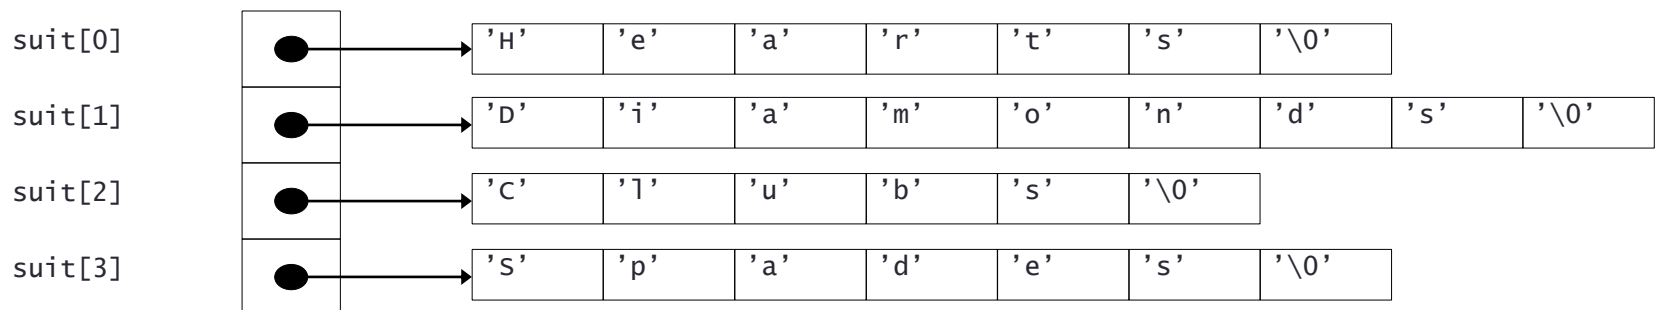 suit[0] ’H’ ’e’ ’a’ ’r’ ’t’ ’s’ ’\0’
suit[1] ’D’ ’i’ ’a’ ’m’ ’o’ ’n’ ’d’ ’s’ ’\0’
suit[2] ’C’ ’l’ ’u’ ’b’ ’s’ ’\0’
suit[3] ’S’ ’p’ ’a’ ’d’ ’e’ ’s’ ’\0’